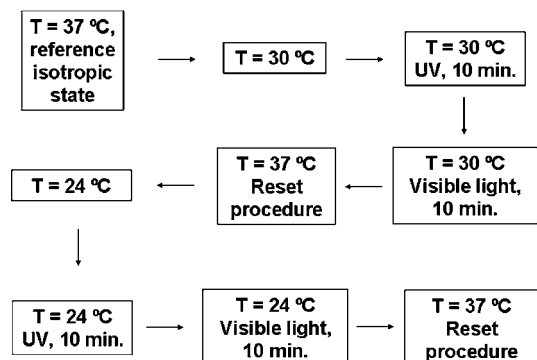 T = 37 ºC,
reference
isotropic
state
T = 30 ºC
T = 30 ºC
UV, 10 min.
T = 30 ºC
Visible light,
10 min.
T = 37 ºC
Reset
procedure
T = 24 ºC
T = 24 ºC
UV, 10 min.
T = 24 ºC
Visible light,
10 min.
T = 37 ºC
Reset
procedure